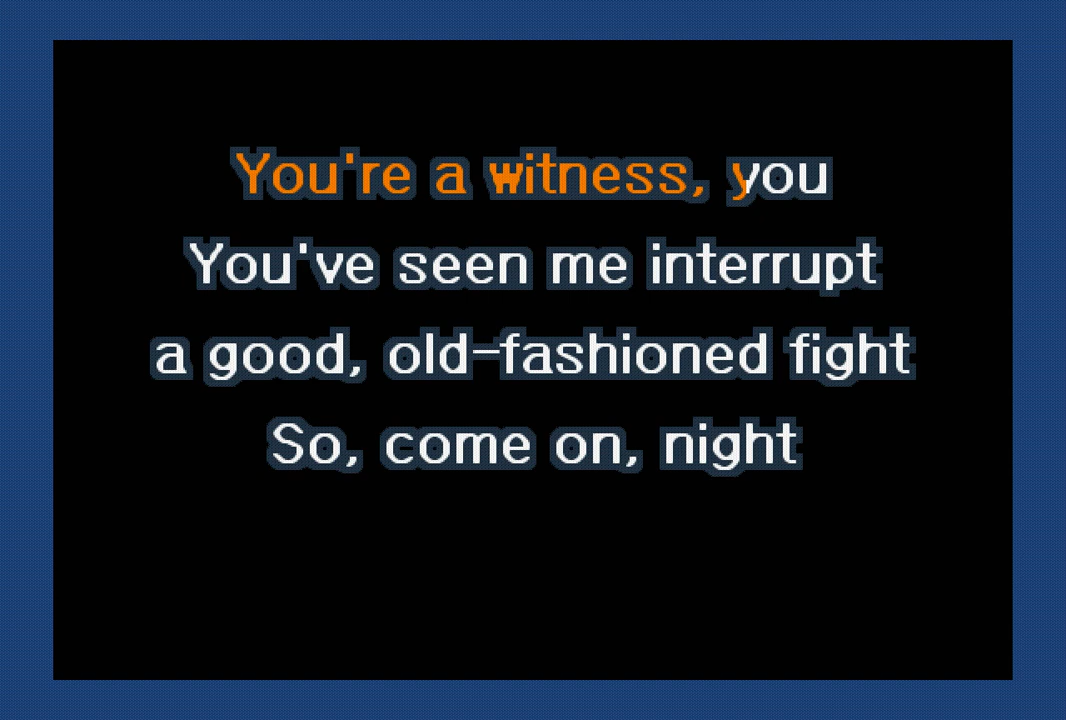 You're a witness, you
You've seen me interrupt
a good, old-fashioned fight
So, come on, night